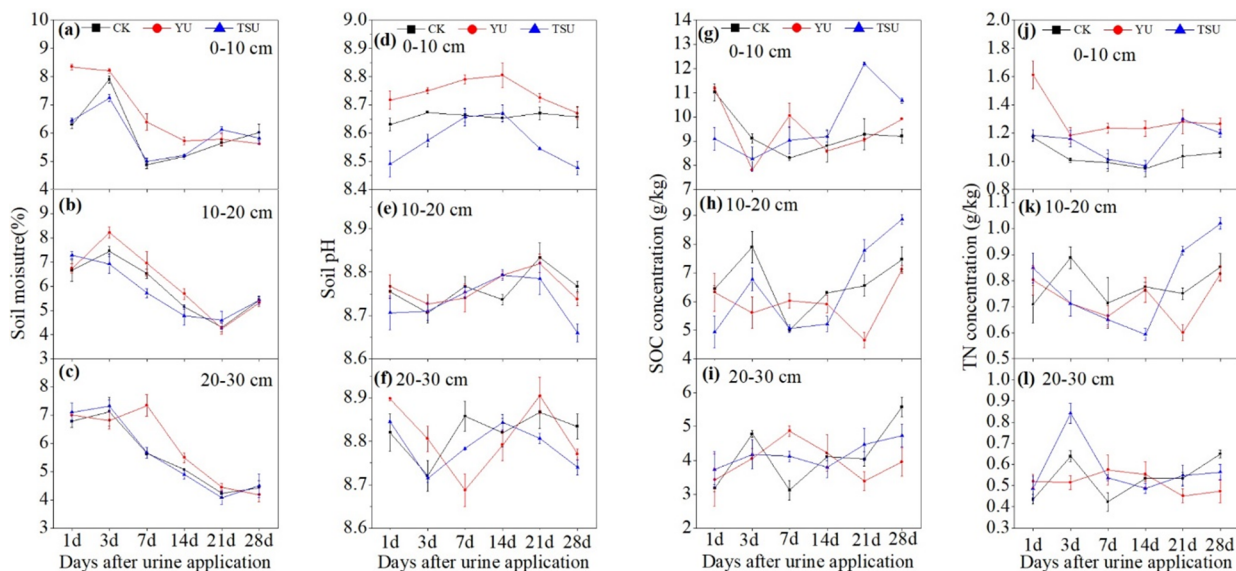 (a) CK YU TSU
0-10 cm
10
9
8
7
6
5
4
(b) 10-20 cm
8
7
6
5
4
3
(c) 20-30 cm
8
7
6
5
4
3
Soil moisutre(%)
1d 3d 7d 14d 21d 28d
Days after urine application
(d) CK YU TSU
0-10 cm
8.9
8.8
8.7
8.6
8.5
8.4
(e) 10-20 cm
8.9
8.8
8.7
8.6
(f) 20-30 cm
8.9
8.8
8.7
8.6
Soil pH
1d 3d 7d 14d 21d 28d
Days after urine application
(g) CK YU TSU
0-10 cm
14
13
12
11
10
9
8
7
(h) 10-20 cm
9
8
7
6
5
4
(i) 20-30 cm
6
5
4
3
2
SOC concentration (g/kg)
1d 3d 7d 14d 21d 28d
Days after urine application
(j) CK YU TSU
0-10 cm
1.8
1.6
1.4
1.2
1.0
0.8
(k) 10-20 cm
1.0
0.9
0.8
0.7
0.6
0.5
(l) 20-30 cm
1.0
0.9
0.8
0.7
0.6
0.5
0.4
0.3
TN concentration (g/kg)
1d 3d 7d 14d 21d 28d
Days after urine application